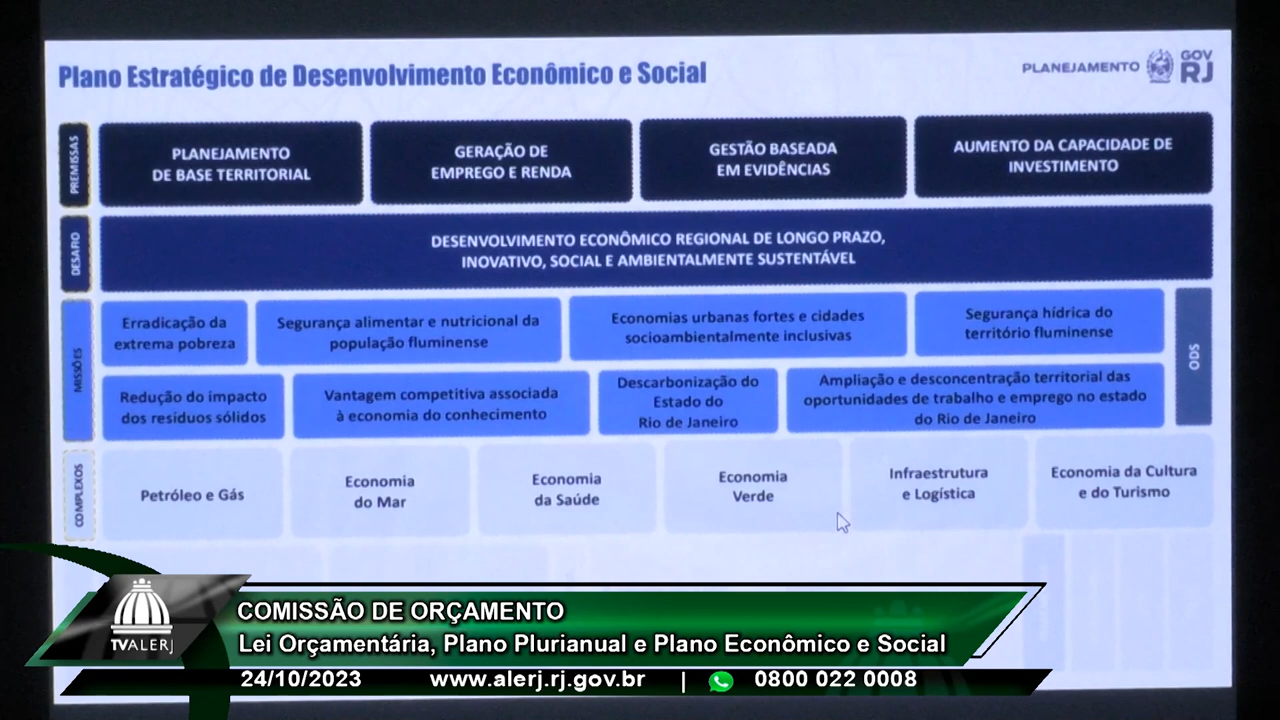 Plano Estratégico de Desenvolvimento Econômico e Social
PLANEJAMENTO
GOV
RJ
PREMISSAS
PLANEJAMENTO
DE BASE TERRITORIAL
GERAÇÃO DE
EMPREGO E RENDA
GESTÃO BASEADA
EM EVIDÊNCIAS
AUMENTO DA CAPACIDADE DE
INVESTIMENTO
DESAFIO
DESENVOLVIMENTO ECONÔMICO REGIONAL DE LONGO PRAZO,
INOVATIVO, SOCIAL E AMBIENTALMENTE SUSTENTÁVEL
MISSÕES
Erradicação da
extrema pobreza
Segurança alimentar e nutricional da
população fluminense
Economias urbanas fortes e cidades
socioambientalmente inclusivas
Segurança hídrica do
território fluminense
ODS
Redução do impacto
dos resíduos sólidos
Vantagem competitiva associada
à economia do conhecimento
Descarbonização do
Estado do
Rio de Janeiro
Ampliação e desconcentração territorial das
oportunidades de trabalho e emprego no estado
do Rio de Janeiro
COMPLEXOS
Petróleo e Gás
Economia
do Mar
Economia
da Saúde
Economia
Verde
Infraestrutura
e Logística
Economia da Cultura
e do Turismo
TVALERJ
COMISSÃO DE ORÇAMENTO
Lei Orçamentária, Plano Plurianual e Plano Econômico e Social
24/10/2023 www.alerj.rj.gov.br | 0800 022 0008